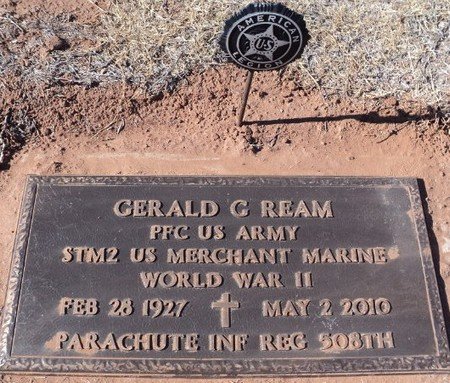 AMERICAN
US
LEGION
GERALD G REAM
PFC US ARMY
STM2 US MERCHANT MARINE
WORLD WAR II
FEB 28 1927 MAY 2 2010
PARACHUTE INF REG 508TH